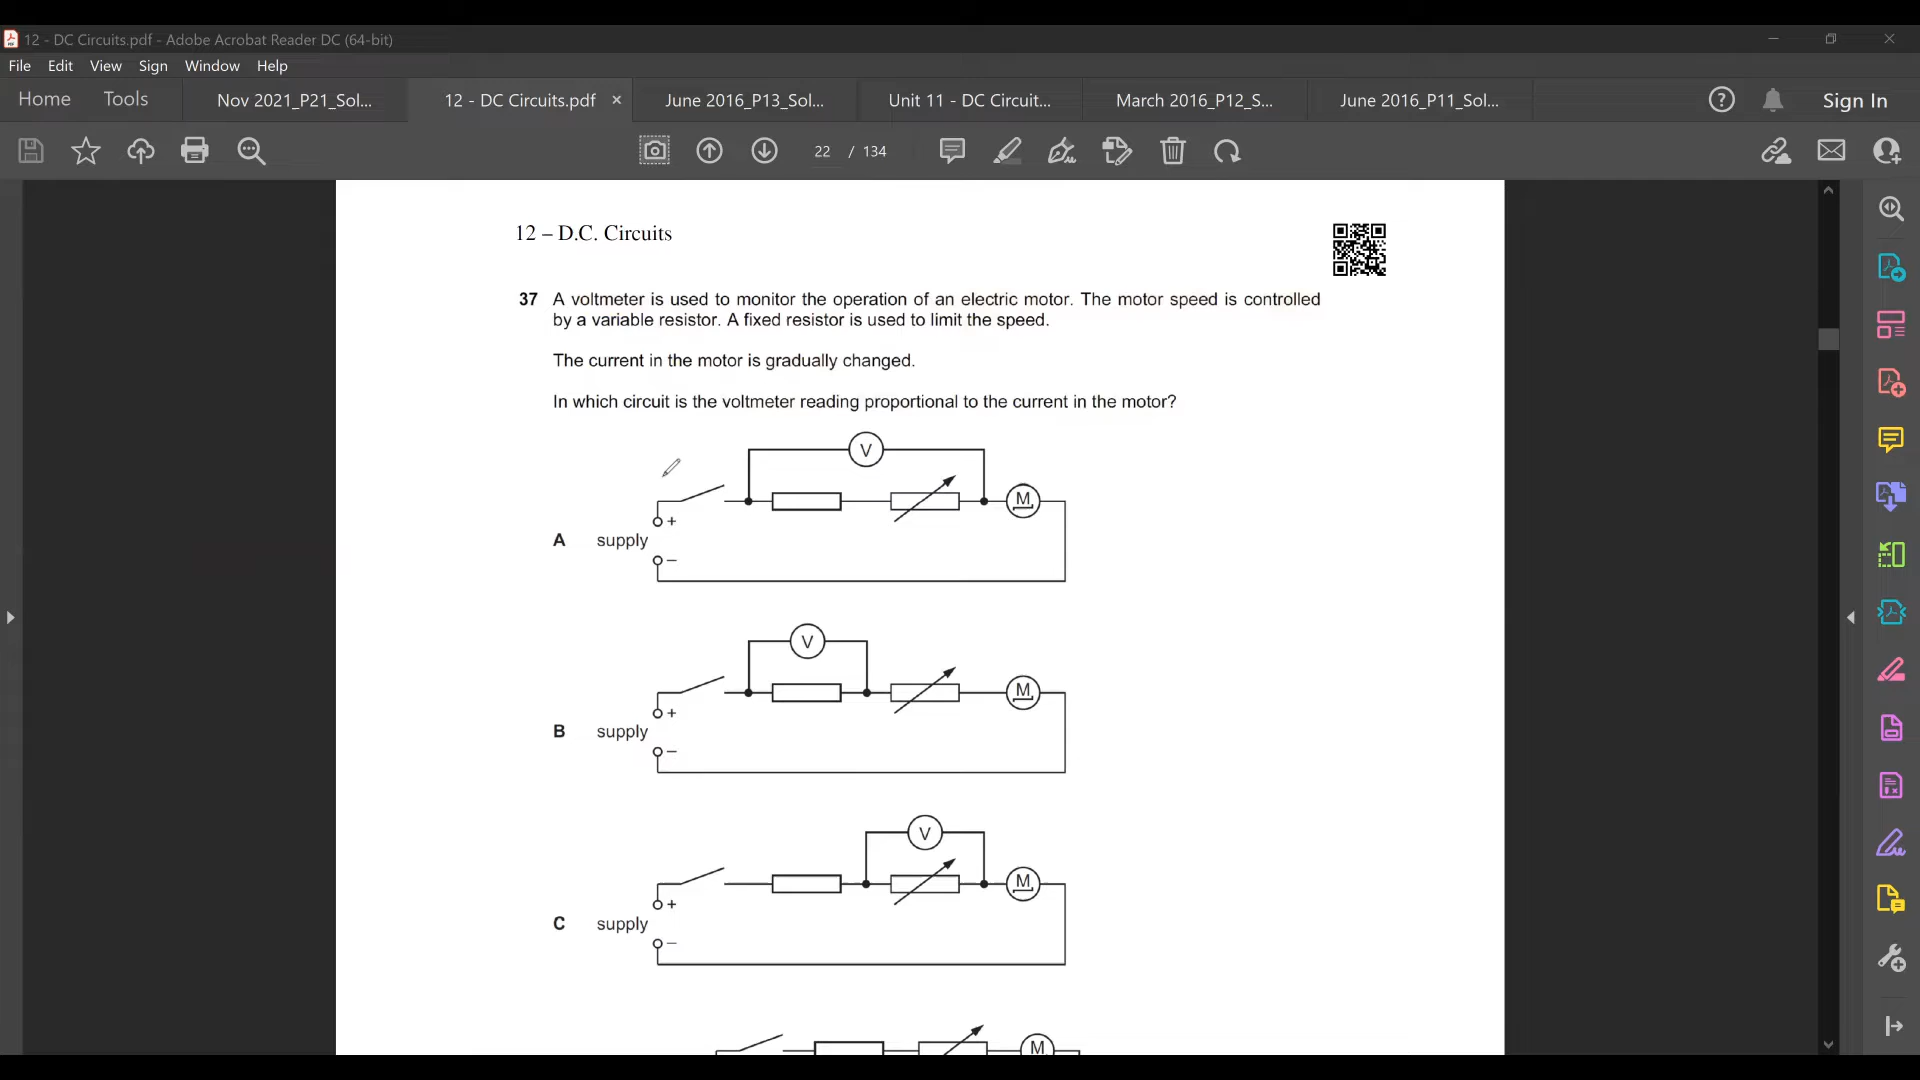 12 - DC Circuits.pdf - Adobe Acrobat Reader DC (64-bit)
File Edit View Sign Window Help
Home Tools Nov 2021_P21_Sol... 12 - DC Circuits.pdf × June 2016_P13_Sol... Unit 11 - DC Circuit... March 2016_P12_S... June 2016_P11_Sol... Sign In
22 / 134
12 – D.C. Circuits
37 A voltmeter is used to monitor the operation of an electric motor. The motor speed is controlled
by a variable resistor. A fixed resistor is used to limit the speed.
The current in the motor is gradually changed.
In which circuit is the voltmeter reading proportional to the current in the motor?
V
M
+
A supply
–
V
M
+
B supply
–
V
M
+
C supply
–
M